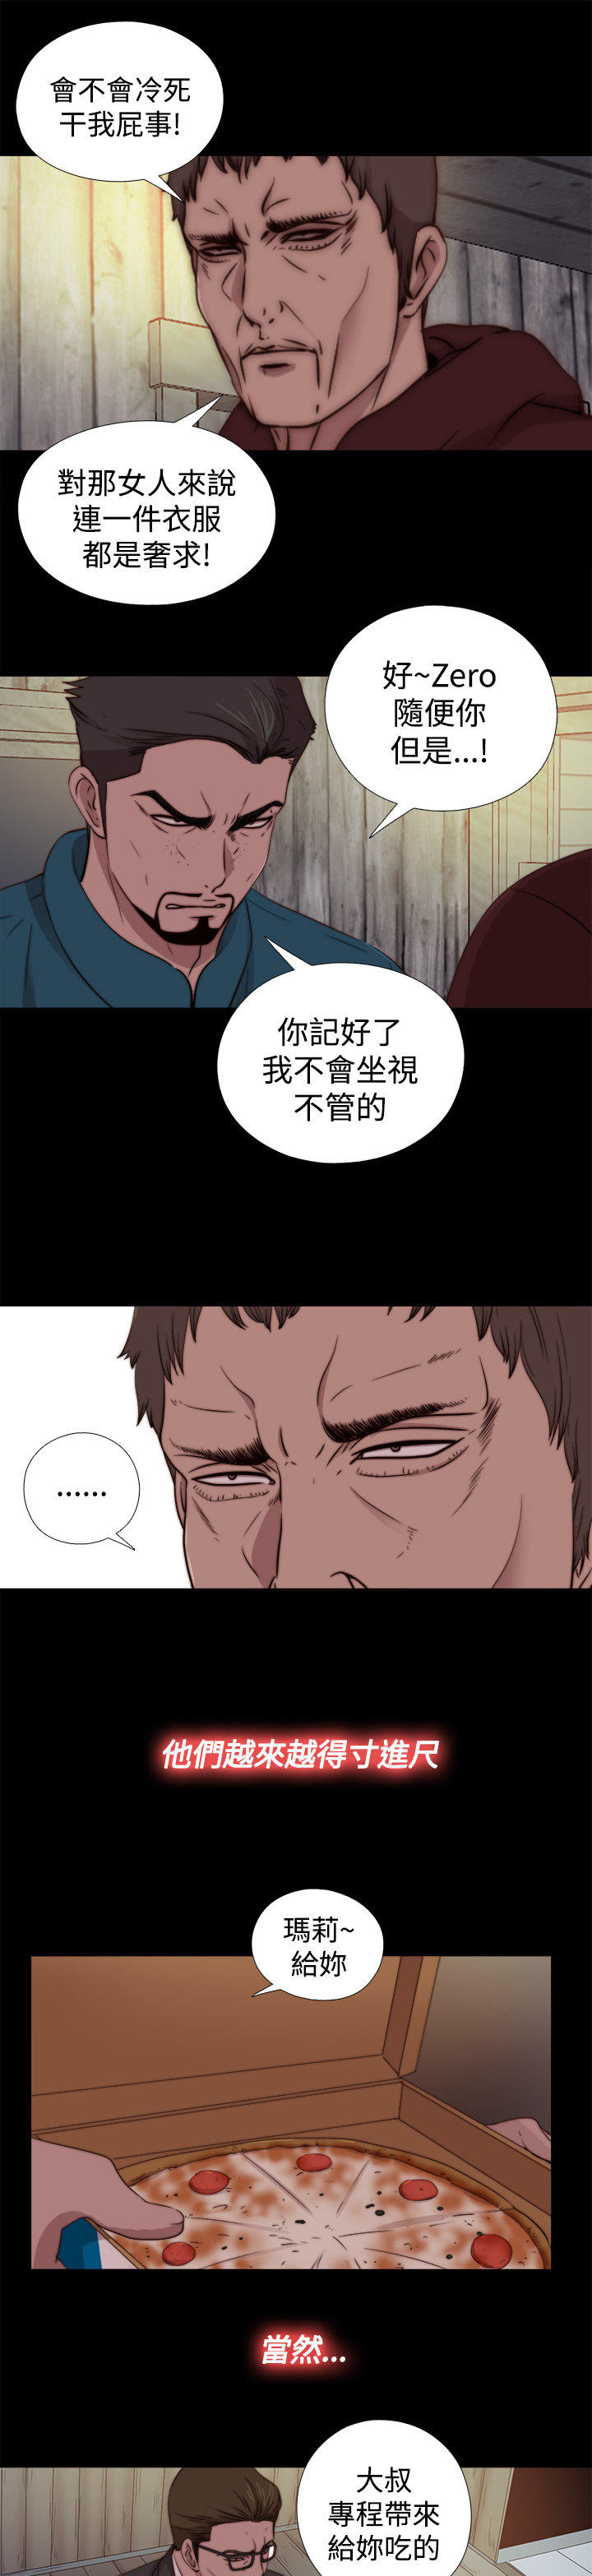 會不會冷死
干我屁事!
對那女人來說
連一件衣服
都是奢求!
好~Zero
隨便你
但是...!
你記好了
我不會坐視
不管的
......
他們越來越得寸進尺
瑪莉~
給妳
當然...
大叔
專程帶來
給妳吃的